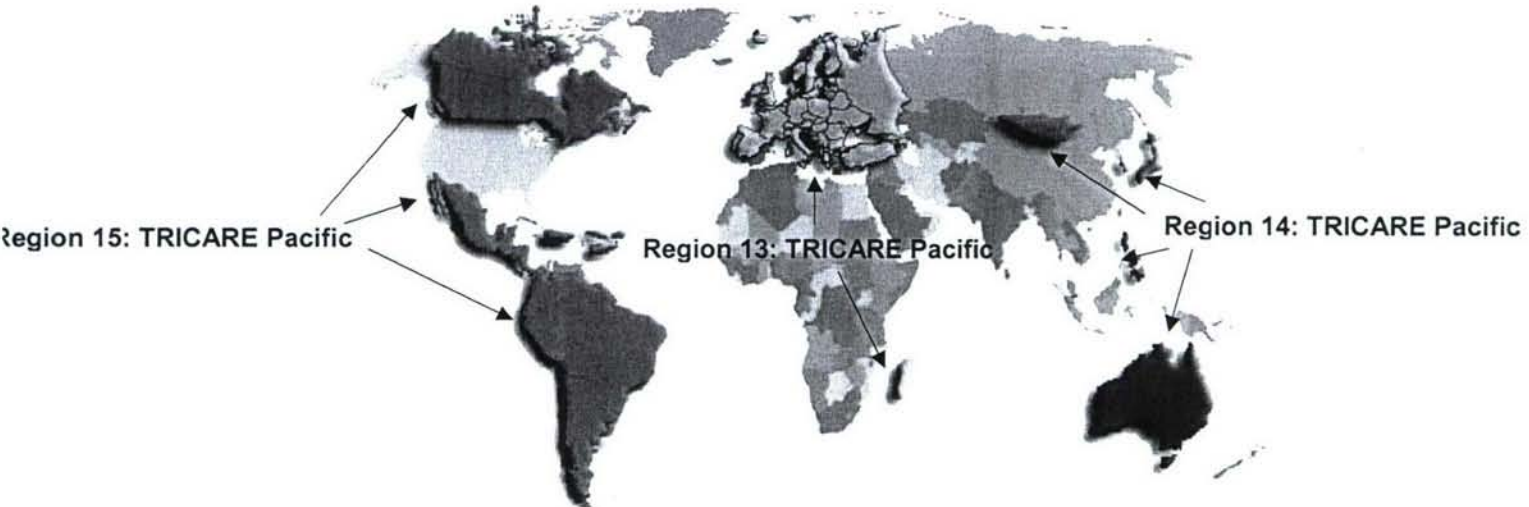 Region 15: TRICARE Pacific
Region 13: TRICARE Pacific
Region 14: TRICARE Pacific